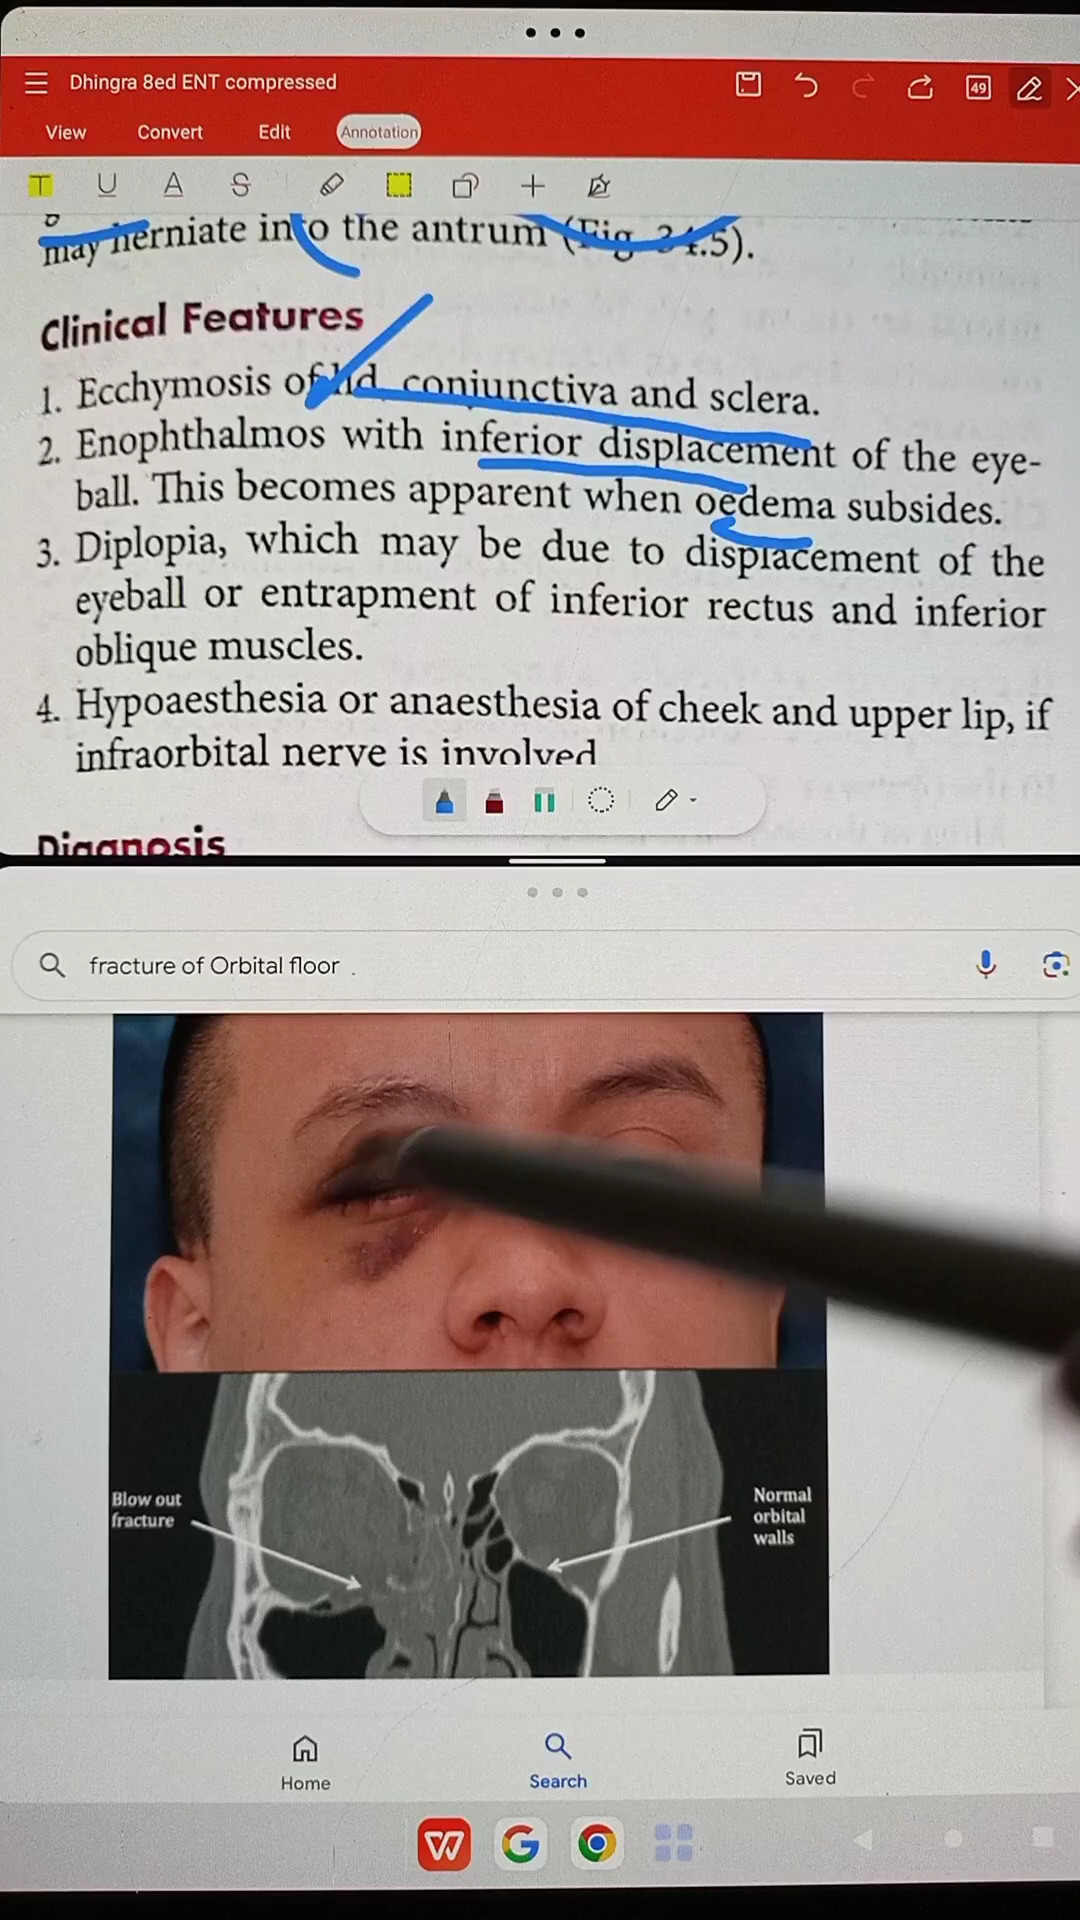 Dhingra 8ed ENT compressed
49
View Convert Edit Annotation
T U A S
may herniate into the antrum (Fig. 34.5).
Clinical Features
1. Ecchymosis of lid, conjunctiva and sclera.
2. Enophthalmos with inferior displacement of the eye-
ball. This becomes apparent when oedema subsides.
3. Diplopia, which may be due to displacement of the
eyeball or entrapment of inferior rectus and inferior
oblique muscles.
4. Hypoaesthesia or anaesthesia of cheek and upper lip, if
infraorbital nerve is involved
Diagnosis
fracture of Orbital floor .
Blow out
fracture
Normal
orbital
walls
Home Search Saved